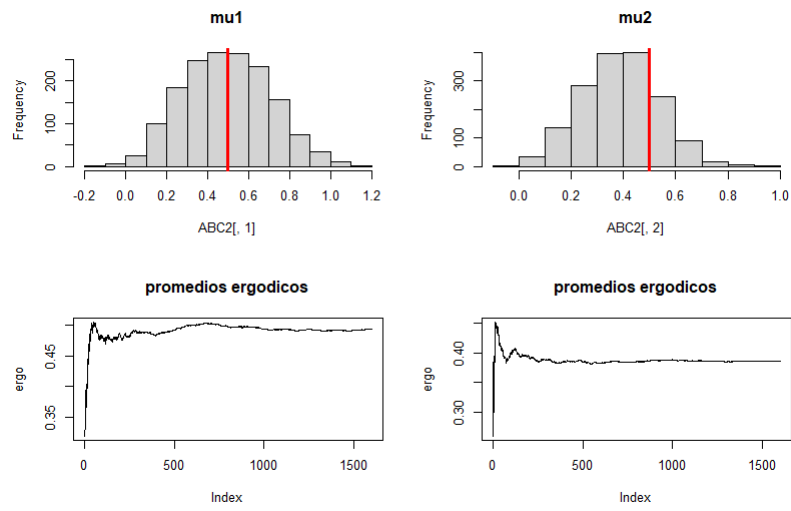 mu1
Frequency
0 100 200
-0.2 0.0 0.2 0.4 0.6 0.8 1.0 1.2
ABC2[, 1]
mu2
Frequency
0 100 300
0.0 0.2 0.4 0.6 0.8 1.0
ABC2[, 2]
promedios ergodicos
ergo
0.35 0.45
0 500 1000 1500
Index
promedios ergodicos
ergo
0.30 0.40
0 500 1000 1500
Index